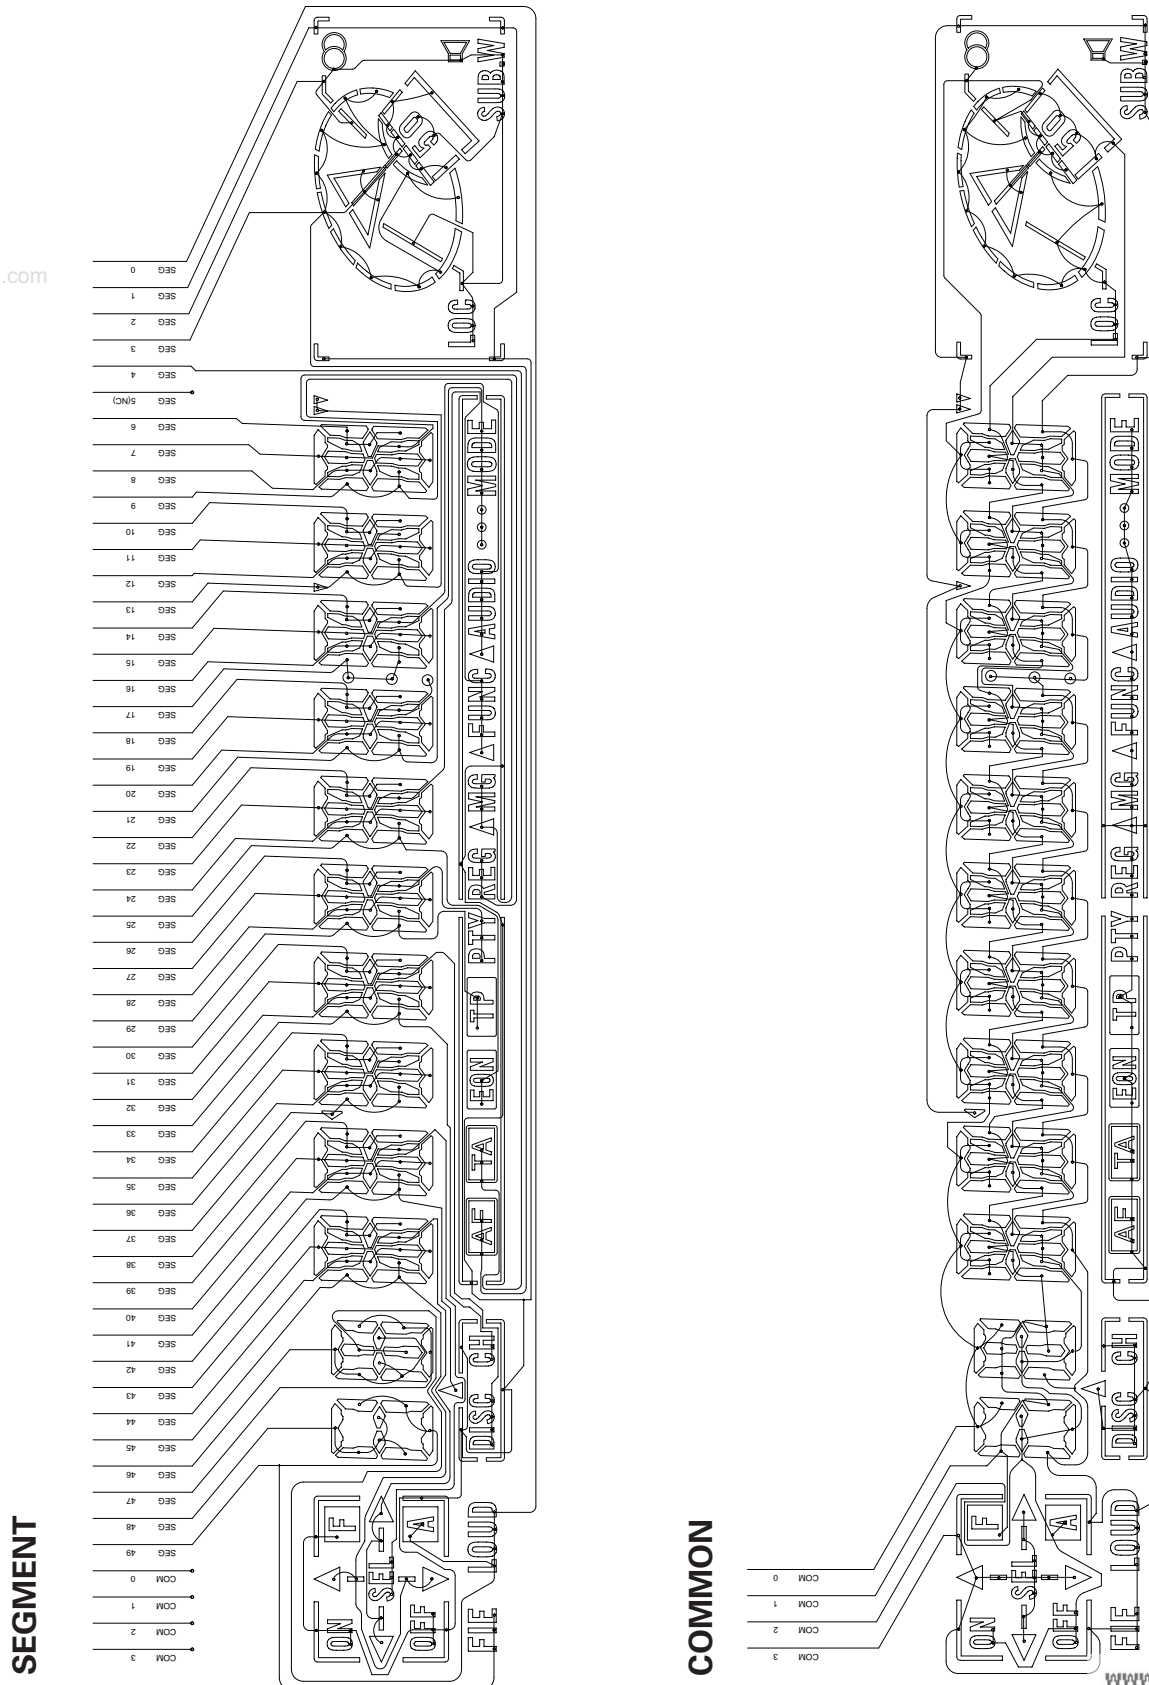 SEGMENT
COMMON
.com
SEG 0
SEG 1
SEG 2
SEG 3
SEG 4
SEG 5(NC)
SEG 6
SEG 7
SEG 8
SEG 9
SEG 10
SEG 11
SEG 12
SEG 13
SEG 14
SEG 15
SEG 16
SEG 17
SEG 18
SEG 19
SEG 20
SEG 21
SEG 22
SEG 23
SEG 24
SEG 25
SEG 26
SEG 27
SEG 28
SEG 29
SEG 30
SEG 31
SEG 32
SEG 33
SEG 34
SEG 35
SEG 36
SEG 37
SEG 38
SEG 39
SEG 40
SEG 41
SEG 42
SEG 43
SEG 44
SEG 45
SEG 46
SEG 47
SEG 48
SEG 49
COM 0
COM 1
COM 2
COM 3
SUB.W
50
LOC
AF TA EON TP PTY REG MG FUNC AUDIO MODE
DISC CH
ON OFF SEL F A
FIE LOUD
COM 0
COM 1
COM 2
COM 3
SUB.W
50
LOC
AF TA EON TP PTY REG MG FUNC AUDIO MODE
DISC CH
ON OFF SEL F A
FIE LOUD